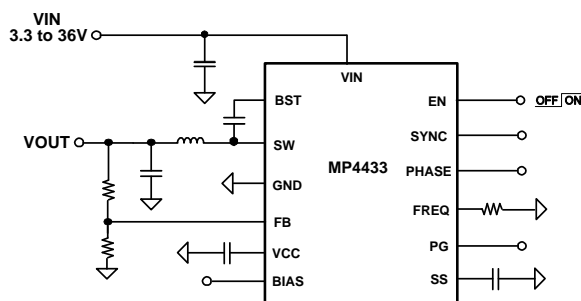 VIN
3.3 to 36V
VIN
BST
EN
OFF ON
SYNC
VOUT
SW
MP4433
PHASE
GND
FREQ
FB
PG
VCC
SS
BIAS